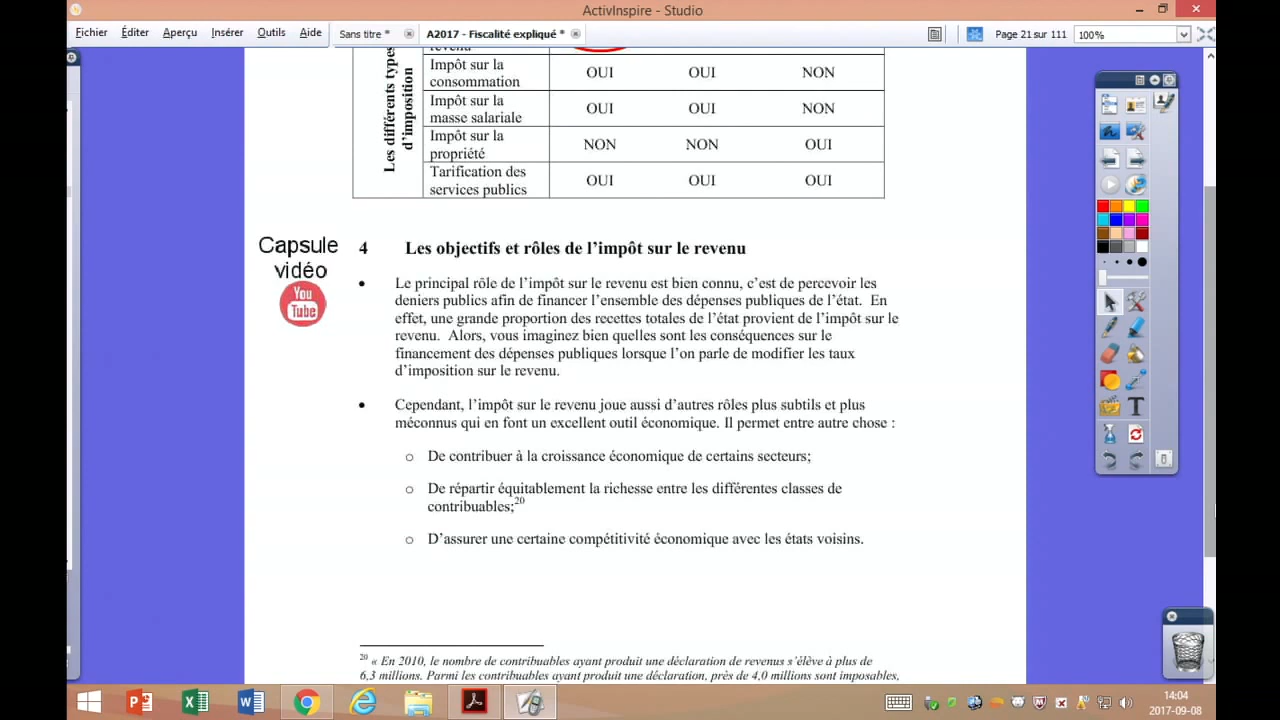 ActivInspire - Studio
Fichier Éditer Aperçu Insérer Outils Aide
Sans titre *
A2017 - Fiscalité expliqué *
Page 21 sur 111
100%
Les différents types d’imposition
revenu
Impôt sur la consommation OUI OUI NON
Impôt sur la masse salariale OUI OUI NON
Impôt sur la propriété NON NON OUI
Tarification des services publics OUI OUI OUI
Capsule
vidéo
You
Tube
4 Les objectifs et rôles de l’impôt sur le revenu
• Le principal rôle de l’impôt sur le revenu est bien connu, c’est de percevoir les
deniers publics afin de financer l’ensemble des dépenses publiques de l’état. En
effet, une grande proportion des recettes totales de l’état provient de l’impôt sur le
revenu. Alors, vous imaginez bien quelles sont les conséquences sur le
financement des dépenses publiques lorsque l’on parle de modifier les taux
d’imposition sur le revenu.
• Cependant, l’impôt sur le revenu joue aussi d’autres rôles plus subtils et plus
méconnus qui en font un excellent outil économique. Il permet entre autre chose :
o De contribuer à la croissance économique de certains secteurs;
o De répartir équitablement la richesse entre les différentes classes de
contribuables;20
o D’assurer une certaine compétitivité économique avec les états voisins.
20 « En 2010, le nombre de contribuables ayant produit une déclaration de revenus s’élève à plus de
6,3 millions. Parmi les contribuables ayant produit une déclaration, près de 4,0 millions sont imposables,
14:04
2017-09-08